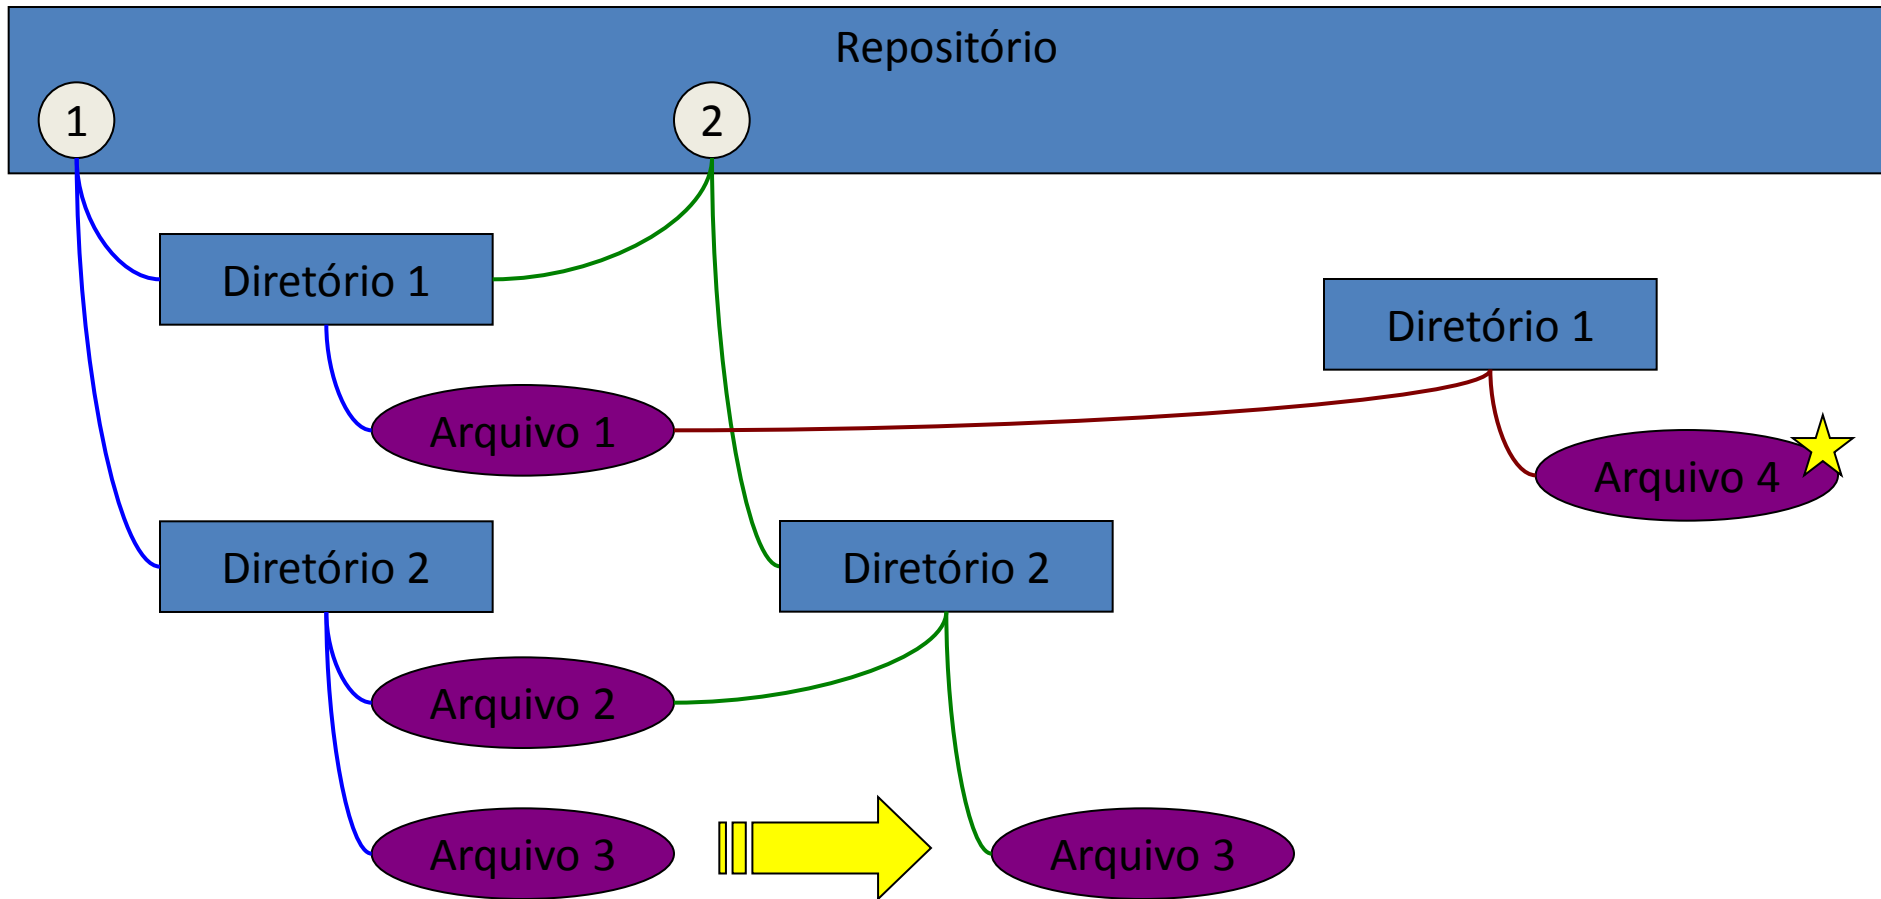 Repositório
1
2
Diretório 1
Diretório 1
Arquivo 1
Arquivo 4
Diretório 2
Diretório 2
Arquivo 2
Arquivo 3
Arquivo 3